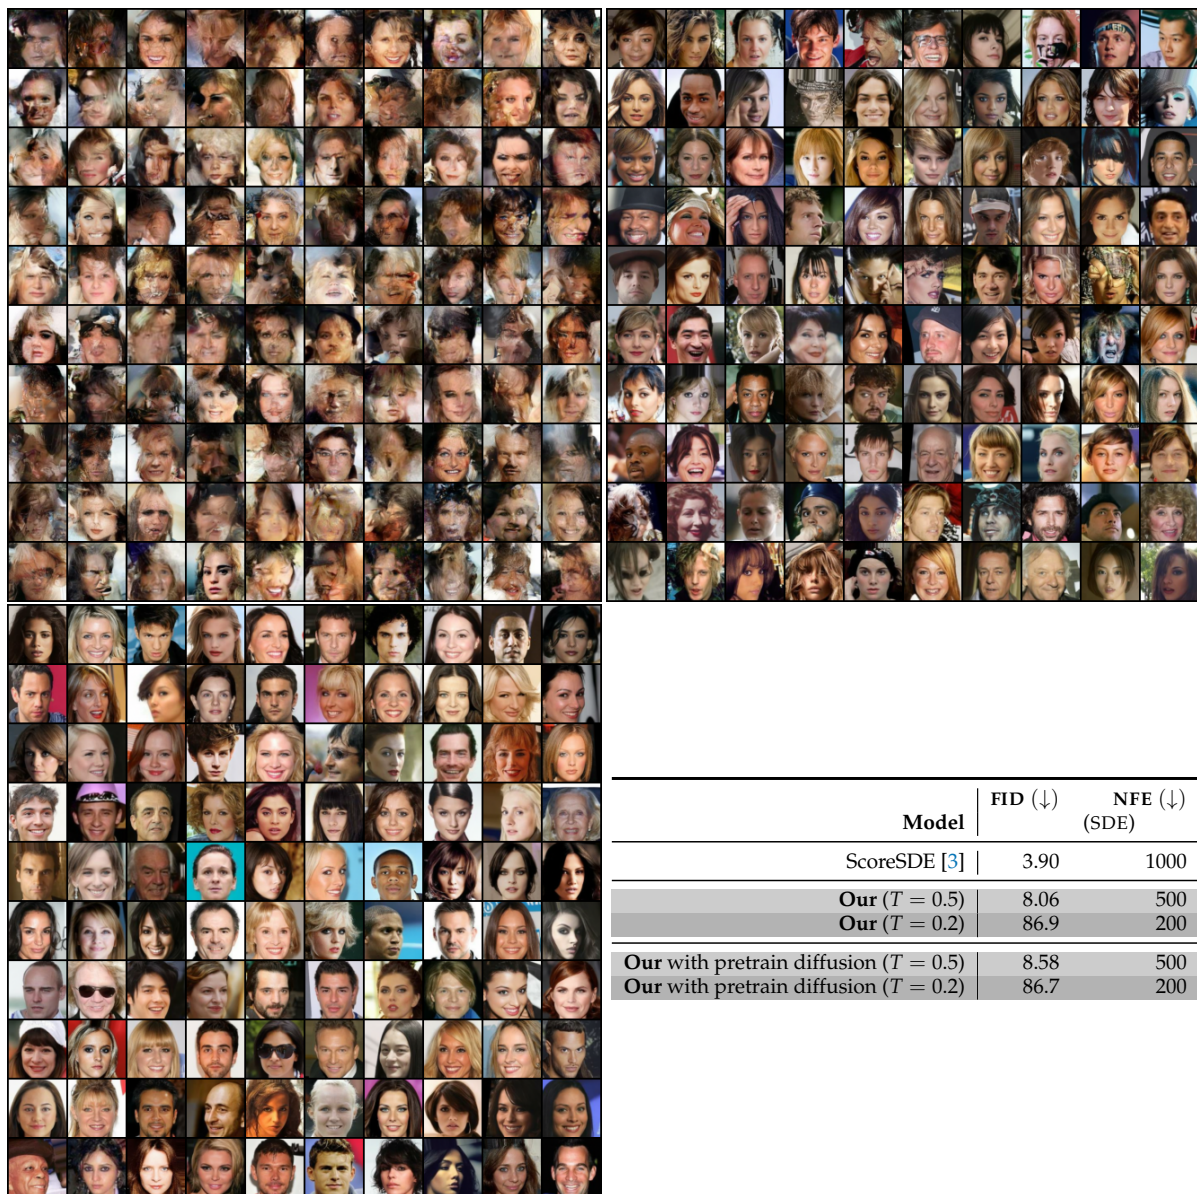 FID (↓) NFE (↓)
Model (SDE)
ScoreSDE [3] 3.90 1000
Our (T = 0.5) 8.06 500
Our (T = 0.2) 86.9 200
Our with pretrain diffusion (T = 0.5) 8.58 500
Our with pretrain diffusion (T = 0.2) 86.7 200